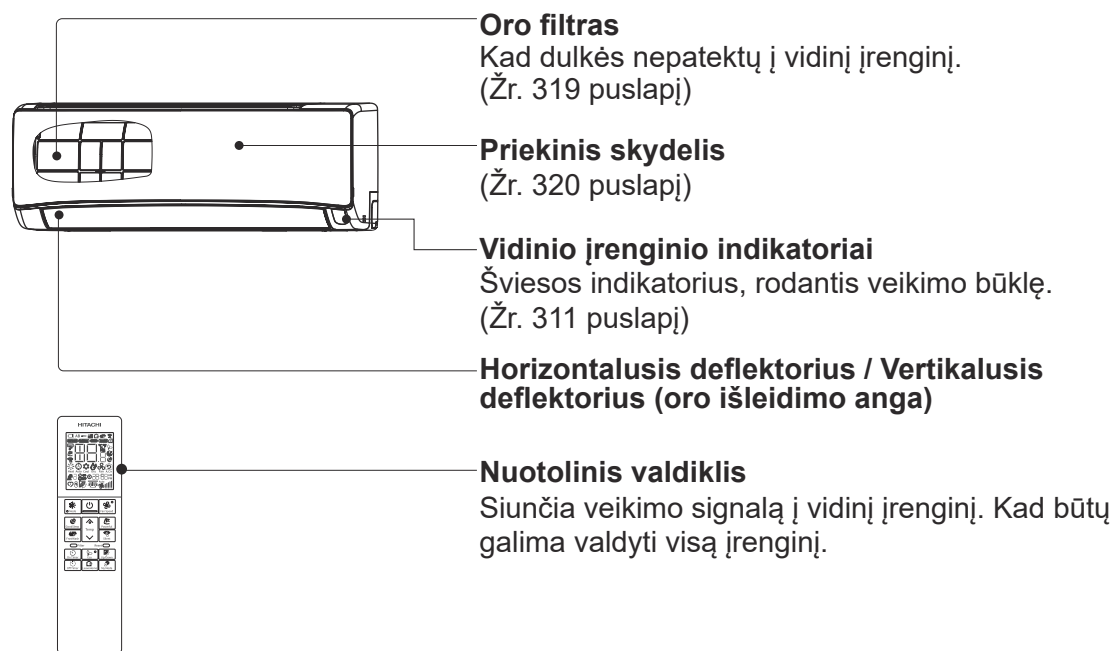 Oro filtras
Kad dulkės nepatektų į vidinį įrenginį.
(Žr. 319 puslapį)
Priekinis skydelis
(Žr. 320 puslapį)
Vidinio įrenginio indikatoriai
Šviesos indikatorius, rodantis veikimo būklę.
(Žr. 311 puslapį)
Horizontalusis deflektorius / Vertikalusis
deflektorius (oro išleidimo anga)
HITACHI
Nuotolinis valdiklis
Siunčia veikimo signalą į vidinį įrenginį. Kad būtų
galima valdyti visą įrenginį.
Temp